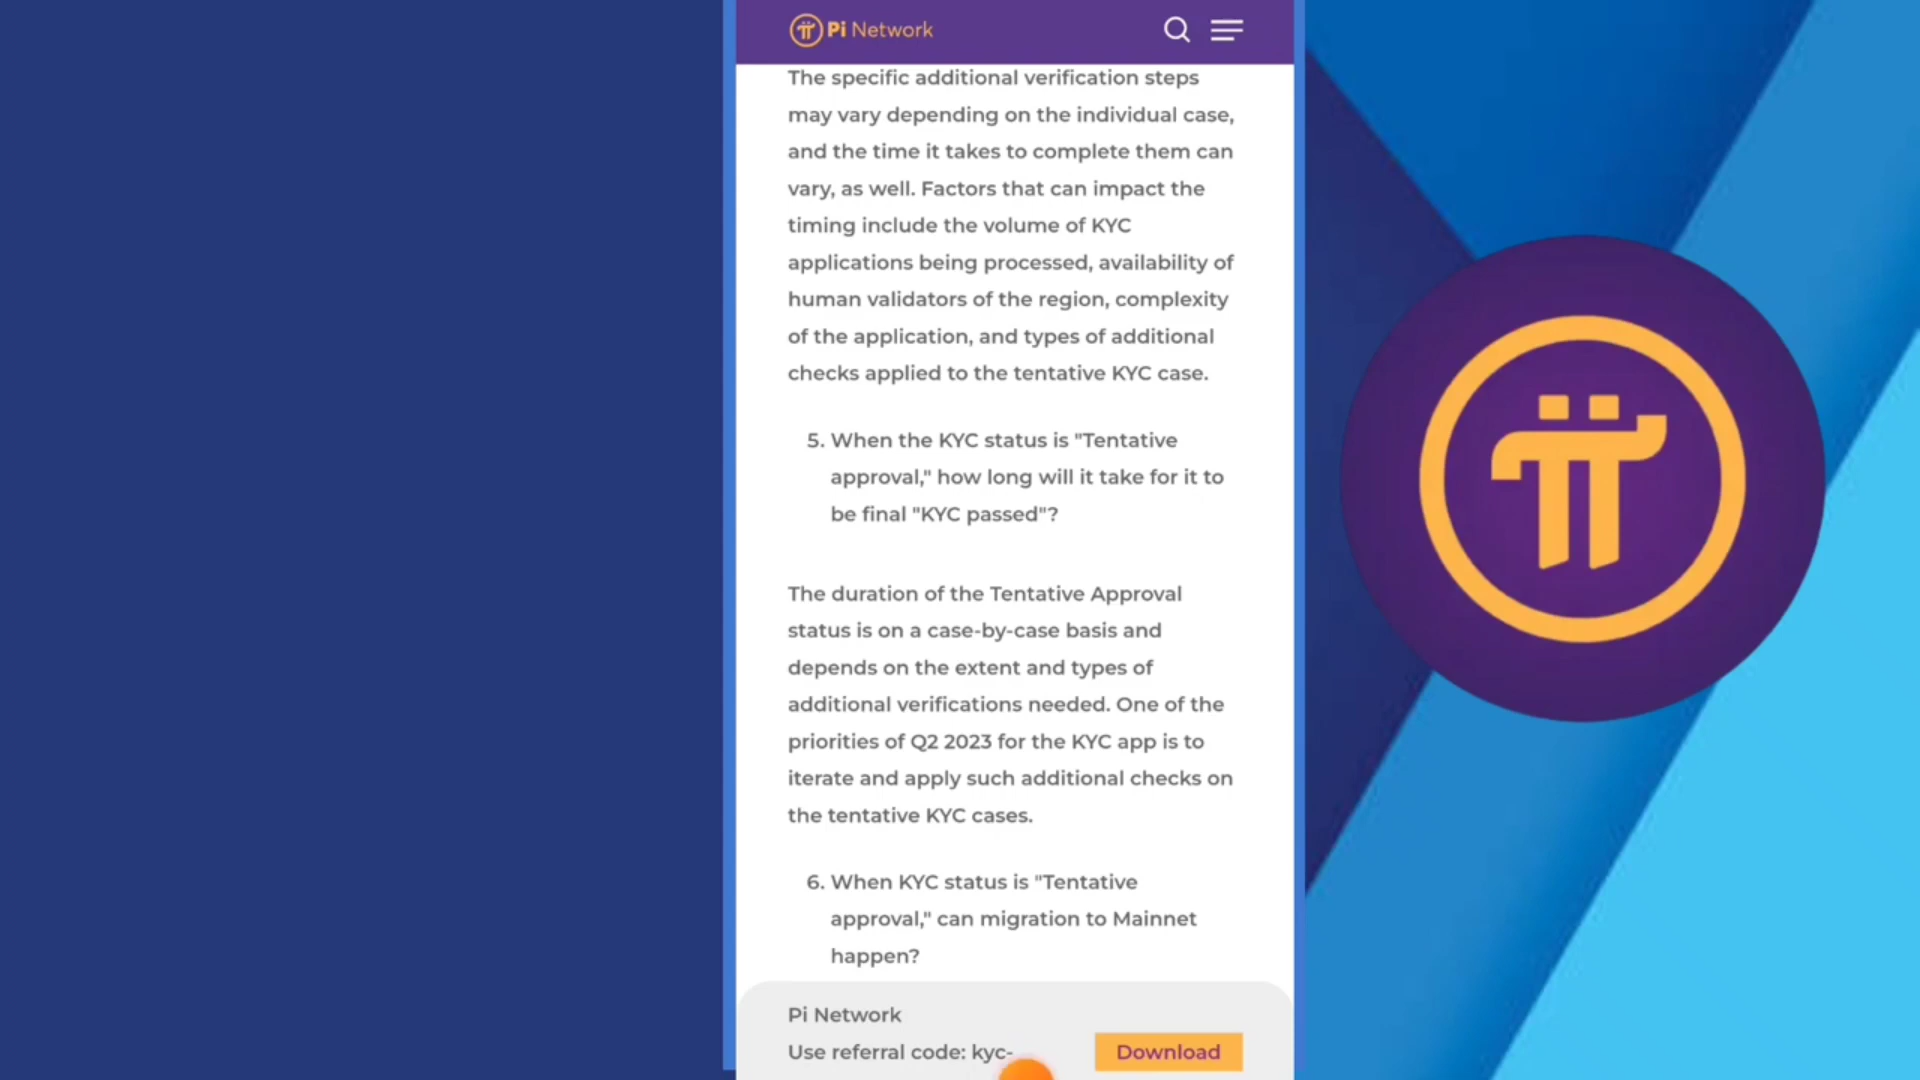 Pi Network
The specific additional verification steps
may vary depending on the individual case,
and the time it takes to complete them can
vary, as well. Factors that can impact the
timing include the volume of KYC
applications being processed, availability of
human validators of the region, complexity
of the application, and types of additional
checks applied to the tentative KYC case.
5. When the KYC status is "Tentative
approval," how long will it take for it to
be final "KYC passed"?
The duration of the Tentative Approval
status is on a case-by-case basis and
depends on the extent and types of
additional verifications needed. One of the
priorities of Q2 2023 for the KYC app is to
iterate and apply such additional checks on
the tentative KYC cases.
6. When KYC status is "Tentative
approval," can migration to Mainnet
happen?
Pi Network
Use referral code: kyc-
Download